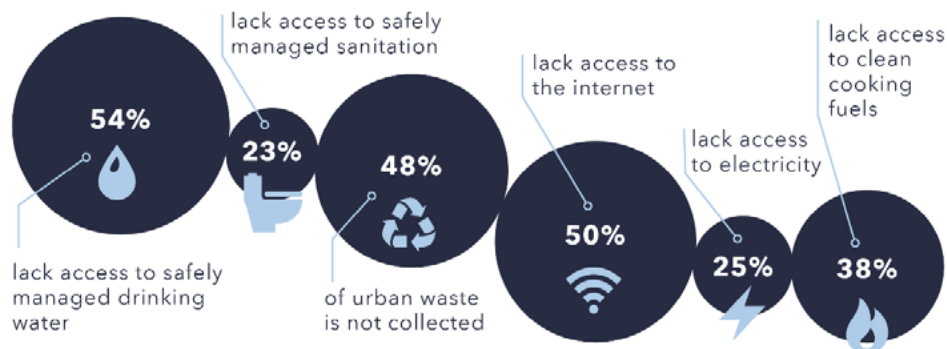 lack access to safely
managed sanitation
54%
23%
lack access to safely
managed drinking
water
48%
of urban waste
is not collected
lack access to
the internet
50%
lack access
to electricity
25%
lack access
to clean
cooking
fuels
38%